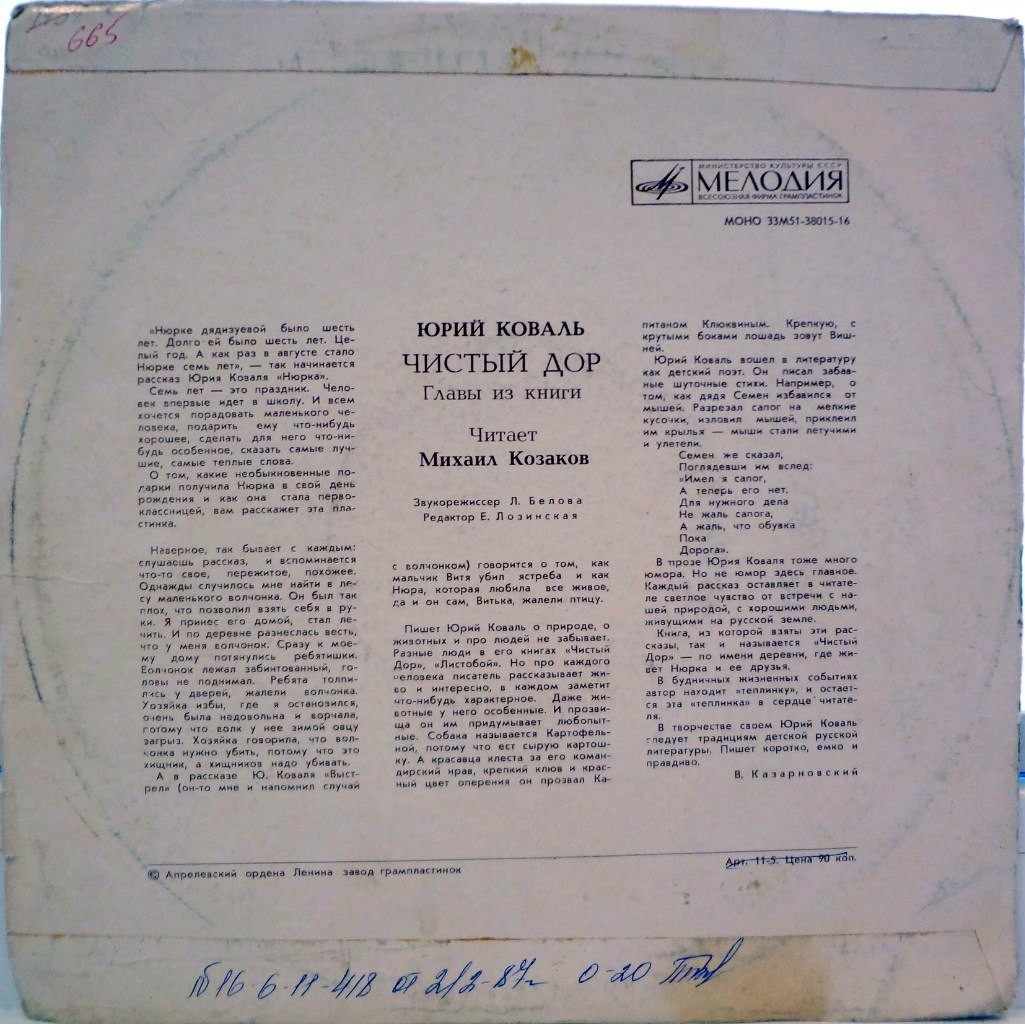 665
МИНИСТЕРСТВО КУЛЬТУРЫ СССР
МЕЛОДИЯ
ВСЕСОЮЗНАЯ ФИРМА ГРАМПЛАСТИНОК
МОНО 33М51-38015-16
«Нюрке дядизуевой было шесть
лет. Долго ей было шесть лет. Це-
лый год. А как раз в августе стало
Нюрке семь лет», — так начинается
рассказ Юрия Коваля «Нюрка».
Семь лет — это праздник. Чело-
век впервые идет в школу. И всем
хочется порадовать маленького че-
ловека, подарить ему что-нибудь
хорошее, сделать для него что-ни-
будь особенное, сказать самые луч-
шие, самые теплые слова.
О том, какие необыкновенные по-
дарки получила Нюрка в свой день
рождения и как она стала перво-
классницей, вам расскажет эта пла-
стинка.
Наверное, так бывает с каждым:
слушаешь рассказ, и вспоминается
что-то свое, пережитое, похожее.
Однажды случилось мне найти в ле-
су маленького волчонка. Он был так
плох, что позволил взять себя в ру-
ки. Я принес его домой, стал ле-
чить. И по деревне разнеслась весть,
что у меня волчонок. Сразу к мое-
му дому потянулись ребятишки.
Волчонок лежал забинтованный, го-
ловы не поднимал. Ребята толпи-
лись у дверей, жалели волчонка.
Хозяйка избы, где я остановился,
очень была недовольна и ворчала,
потому что волк у нее зимой овцу
загрыз. Хозяйка говорила, что вол-
чонка нужно убить, потому что это
хищник, а хищников надо убивать.
А в рассказе Ю. Коваля «Выст-
рел» (он-то мне и напомнил случай
ЮРИЙ КОВАЛЬ
ЧИСТЫЙ ДОР
Главы из книги
Читает
Михаил Козаков
Звукорежиссер Л. Белова
Редактор Е. Лозинская
с волчонком) говорится о том, как
мальчик Витя убил ястреба и как
Нюра, которая любила все живое,
да и он сам, Витька, жалели птицу.
Пишет Юрий Коваль о природе, о
животных и про людей не забывает.
Разные люди в его книгах «Чистый
Дор», «Листобой». Но про каждого
человека писатель рассказывает жи-
во и интересно, в каждом заметит
что-нибудь характерное. Даже жи-
вотные у него особенные. И прозви-
ща он им придумывает любопыт-
ные. Собака называется Картофель-
ной, потому что ест сырую картош-
ку. А красавца клеста за его коман-
дирский нрав, крепкий клюв и крас-
ный цвет оперения он прозвал Ка-
питаном Клюквиным. Крепкую, с
крутыми боками лошадь зовут Виш-
ней.
Юрий Коваль вошел в литературу
как детский поэт. Он писал забав-
ные шуточные стихи. Например, о
том, как дядя Семен избавился от
мышей. Разрезал сапог на мелкие
кусочки, изловил мышей, приклеил
им крылья — мыши стали летучими
и улетели.
Семен же сказал,
Поглядевши им вслед:
«Имел я сапог,
А теперь его нет.
Для нужного дела
Не жаль сапога,
А жаль, что обувка
Пока
Дорога».
В прозе Юрия Коваля тоже много
юмора. Но не юмор здесь главное.
Каждый рассказ оставляет в читате-
ле светлое чувство от встречи с на-
шей природой, с хорошими людьми,
живущими на русской земле.
Книга, из которой взяты эти рас-
сказы, так и называется «Чистый
Дор» — по имени деревни, где жи-
вет Нюрка и ее друзья.
В будничных жизненных событиях
автор находит «теплинку», и остает-
ся эта «теплинка» в сердце читате-
ля.
В творчестве своем Юрий Коваль
следует традициям детской русской
литературы. Пишет коротко, емко и
правдиво.
В. Казарновский
© Апрелевский ордена Ленина завод грампластинок
Арт. 11-5. Цена 90 коп.
6-11-418 от 2/2-87г 0-20